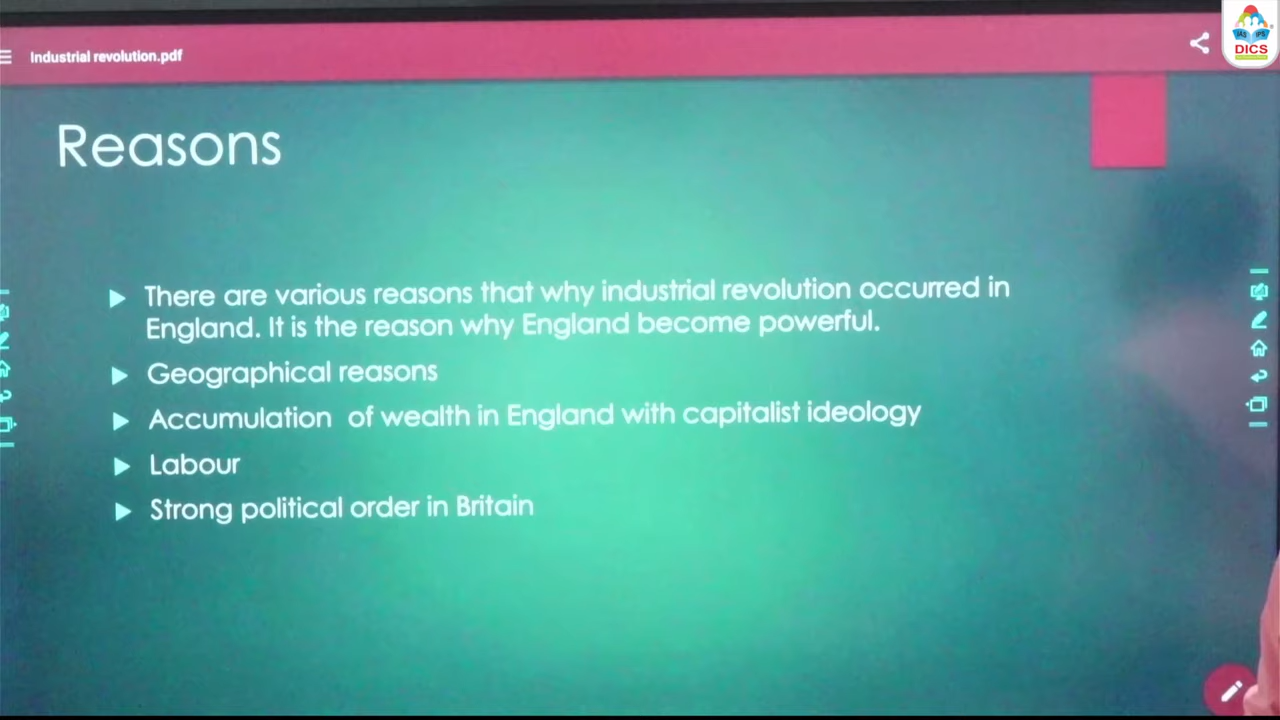 Industrial revolution.pdf
IAS IPS
DICS
Reasons
There are various reasons that why industrial revolution occurred in
England. It is the reason why England become powerful.
Geographical reasons
Accumulation of wealth in England with capitalist ideology
Labour
Strong political order in Britain